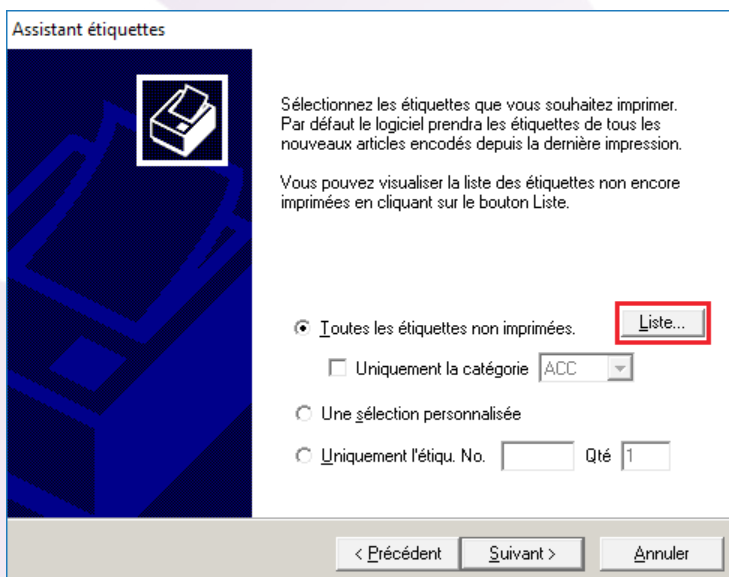 Assistant étiquettes
Sélectionnez les étiquettes que vous souhaitez imprimer.
Par défaut le logiciel prendra les étiquettes de tous les
nouveaux articles encodés depuis la dernière impression.
Vous pouvez visualiser la liste des étiquettes non encore
imprimées en cliquant sur le bouton Liste.
Toutes les étiquettes non imprimées. Liste...
Uniquement la catégorie ACC
Une sélection personnalisée
Uniquement l'étiqu. No. Qté 1
< Précédent Suivant > Annuler